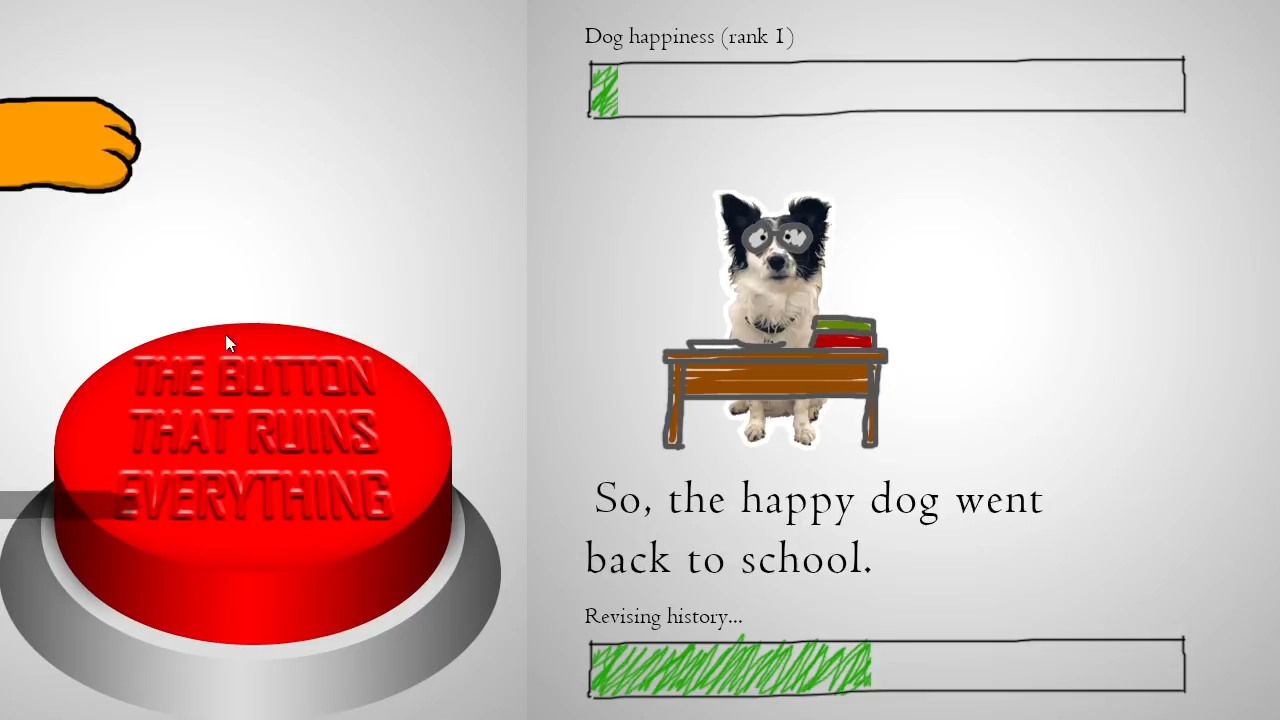 THE BUTTON
THAT RUINS
EVERYTHING
Dog happiness (rank 1)
So, the happy dog went
back to school.
Revising history...